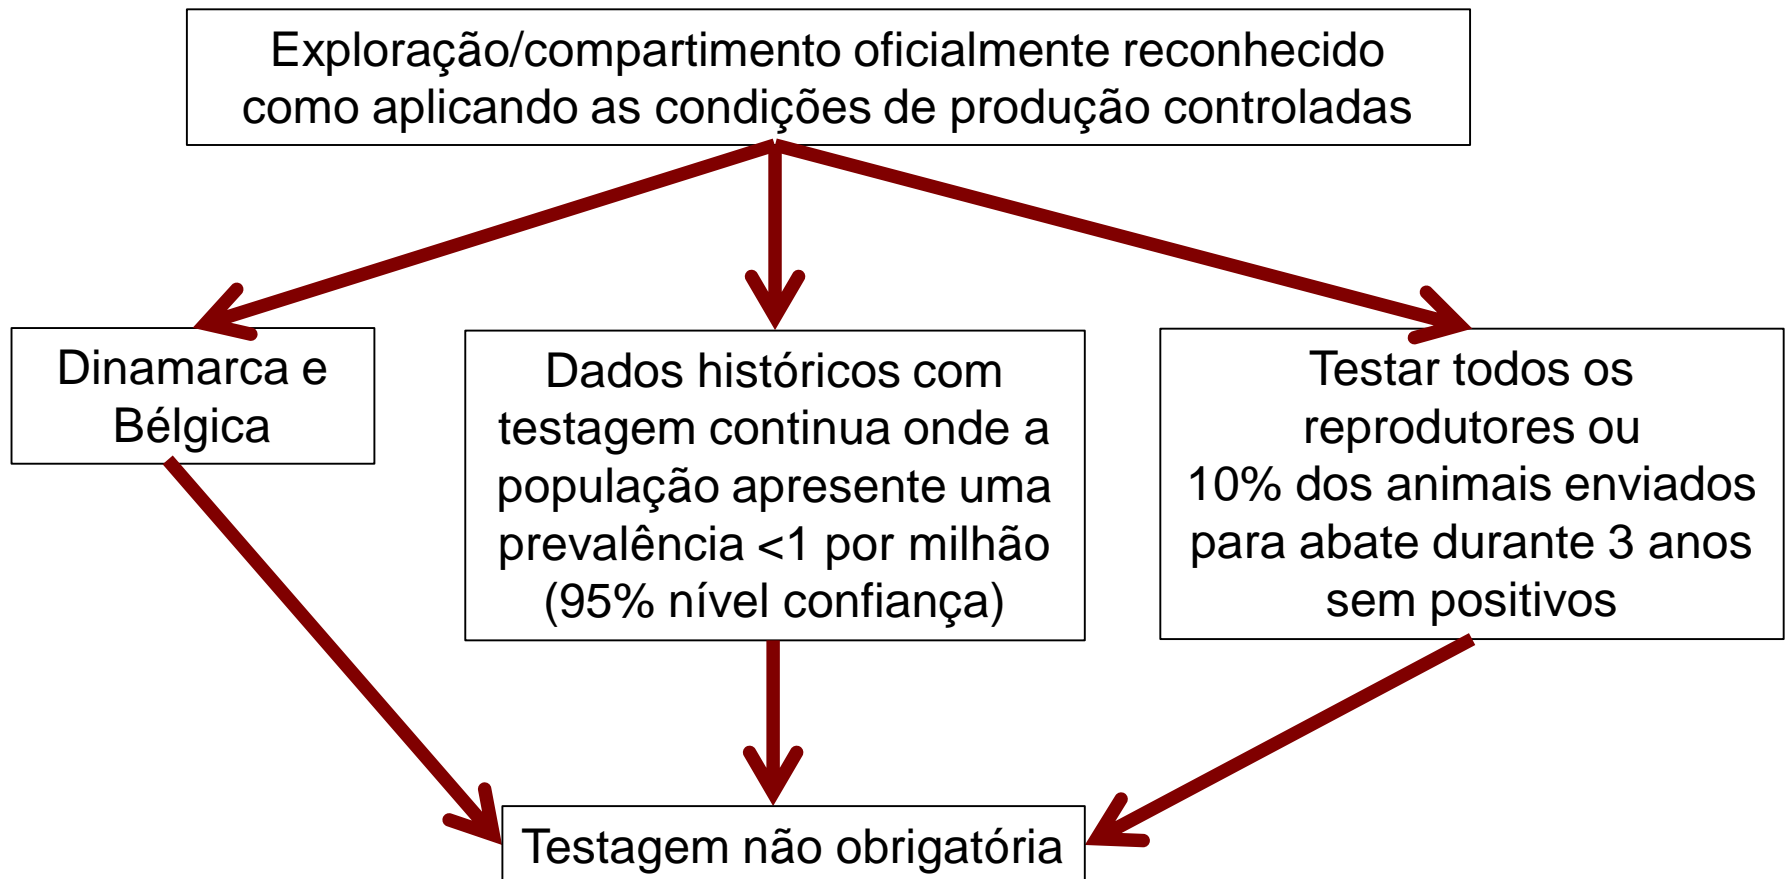 Exploração/compartimento oficialmente reconhecido
como aplicando as condições de produção controladas
Dinamarca e
Bélgica
Dados históricos com
testagem continua onde a
população apresente uma
prevalência <1 por milhão
(95% nível confiança)
Testar todos os
reprodutores ou
10% dos animais enviados
para abate durante 3 anos
sem positivos
Testagem não obrigatória